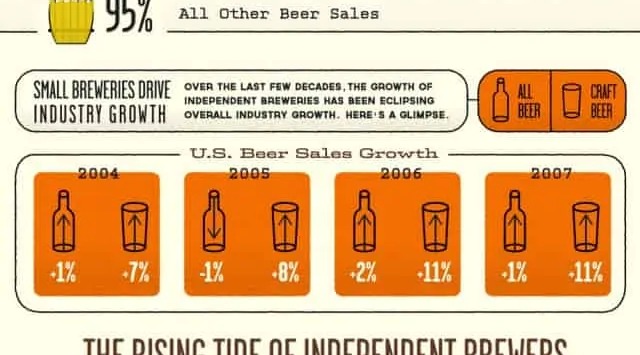 95% All Other Beer Sales
SMALL BREWERIES DRIVE
INDUSTRY GROWTH
OVER THE LAST FEW DECADES, THE GROWTH OF
INDEPENDENT BREWERIES HAS BEEN ECLIPSING
OVERALL INDUSTRY GROWTH. HERE'S A GLIMPSE.
ALL
BEER
CRAFT
BEER
U.S. Beer Sales Growth
2004 2005 2006 2007
+1% +7% -1% +8% +2% +11% +1% +11%
THE RISING TIDE OF INDEPENDENT BREWERS